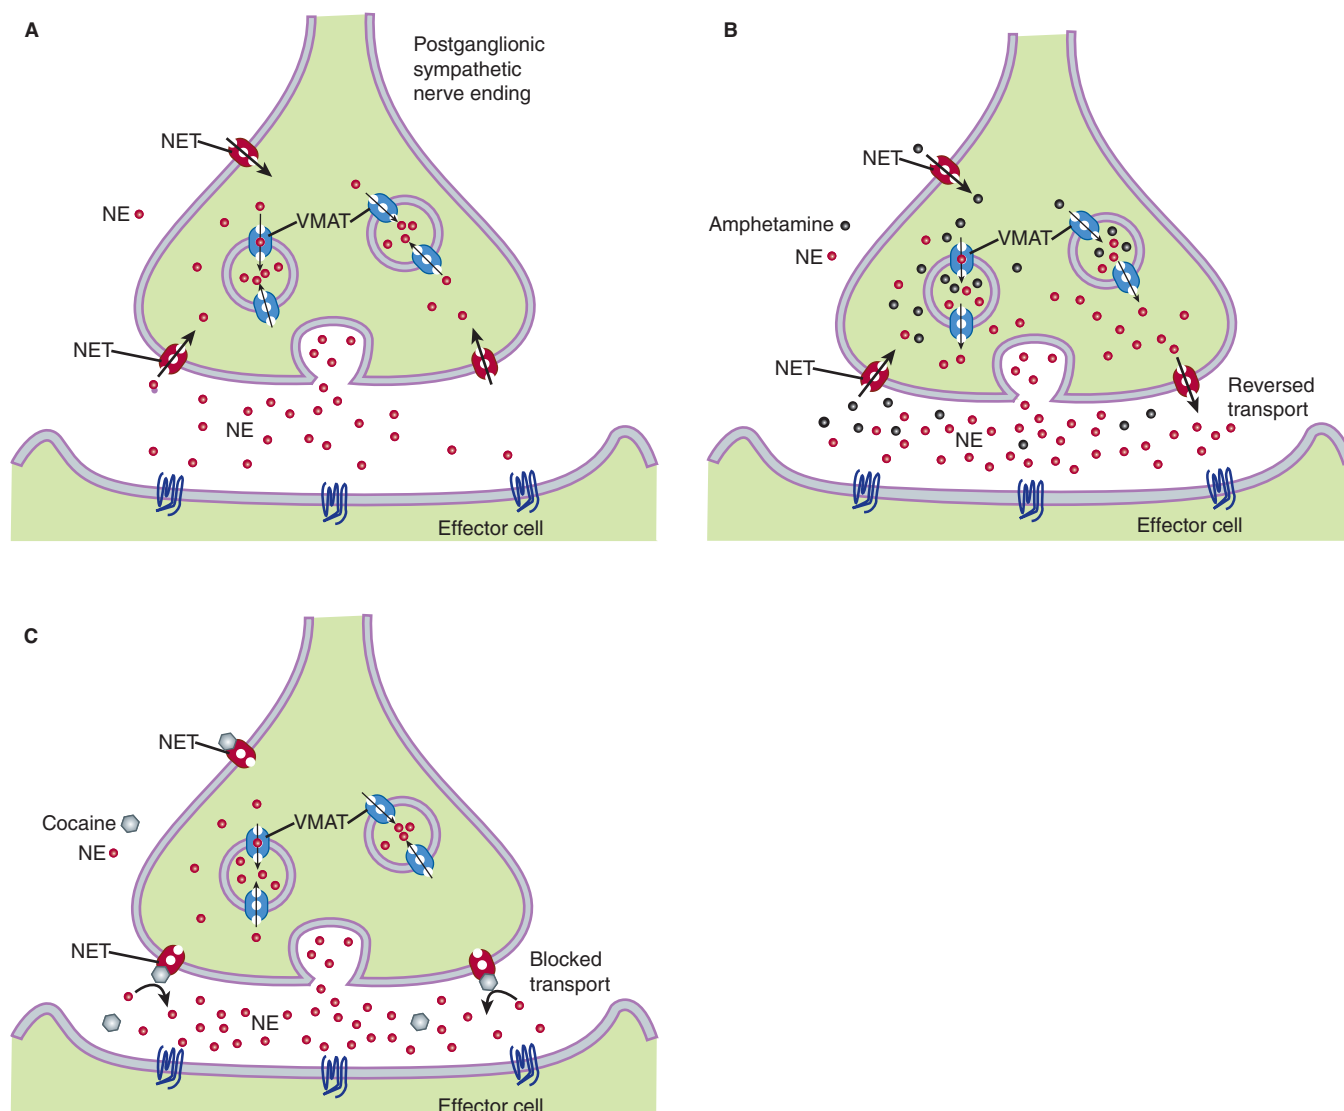 A
Postganglionic
sympathetic
nerve ending
NET
NE
VMAT
NET
NE
Effector cell
B
NET
Amphetamine
NE
VMAT
NET
Reversed
transport
NE
Effector cell
C
NET
Cocaine
NE
VMAT
NET
Blocked
transport
NE
Effector cell